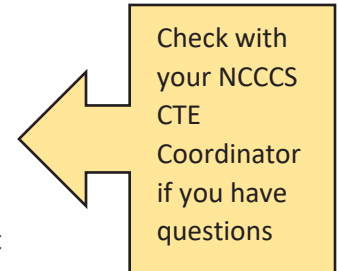 Check with
your NCCCS
CTE
Coordinator
if you have
questions